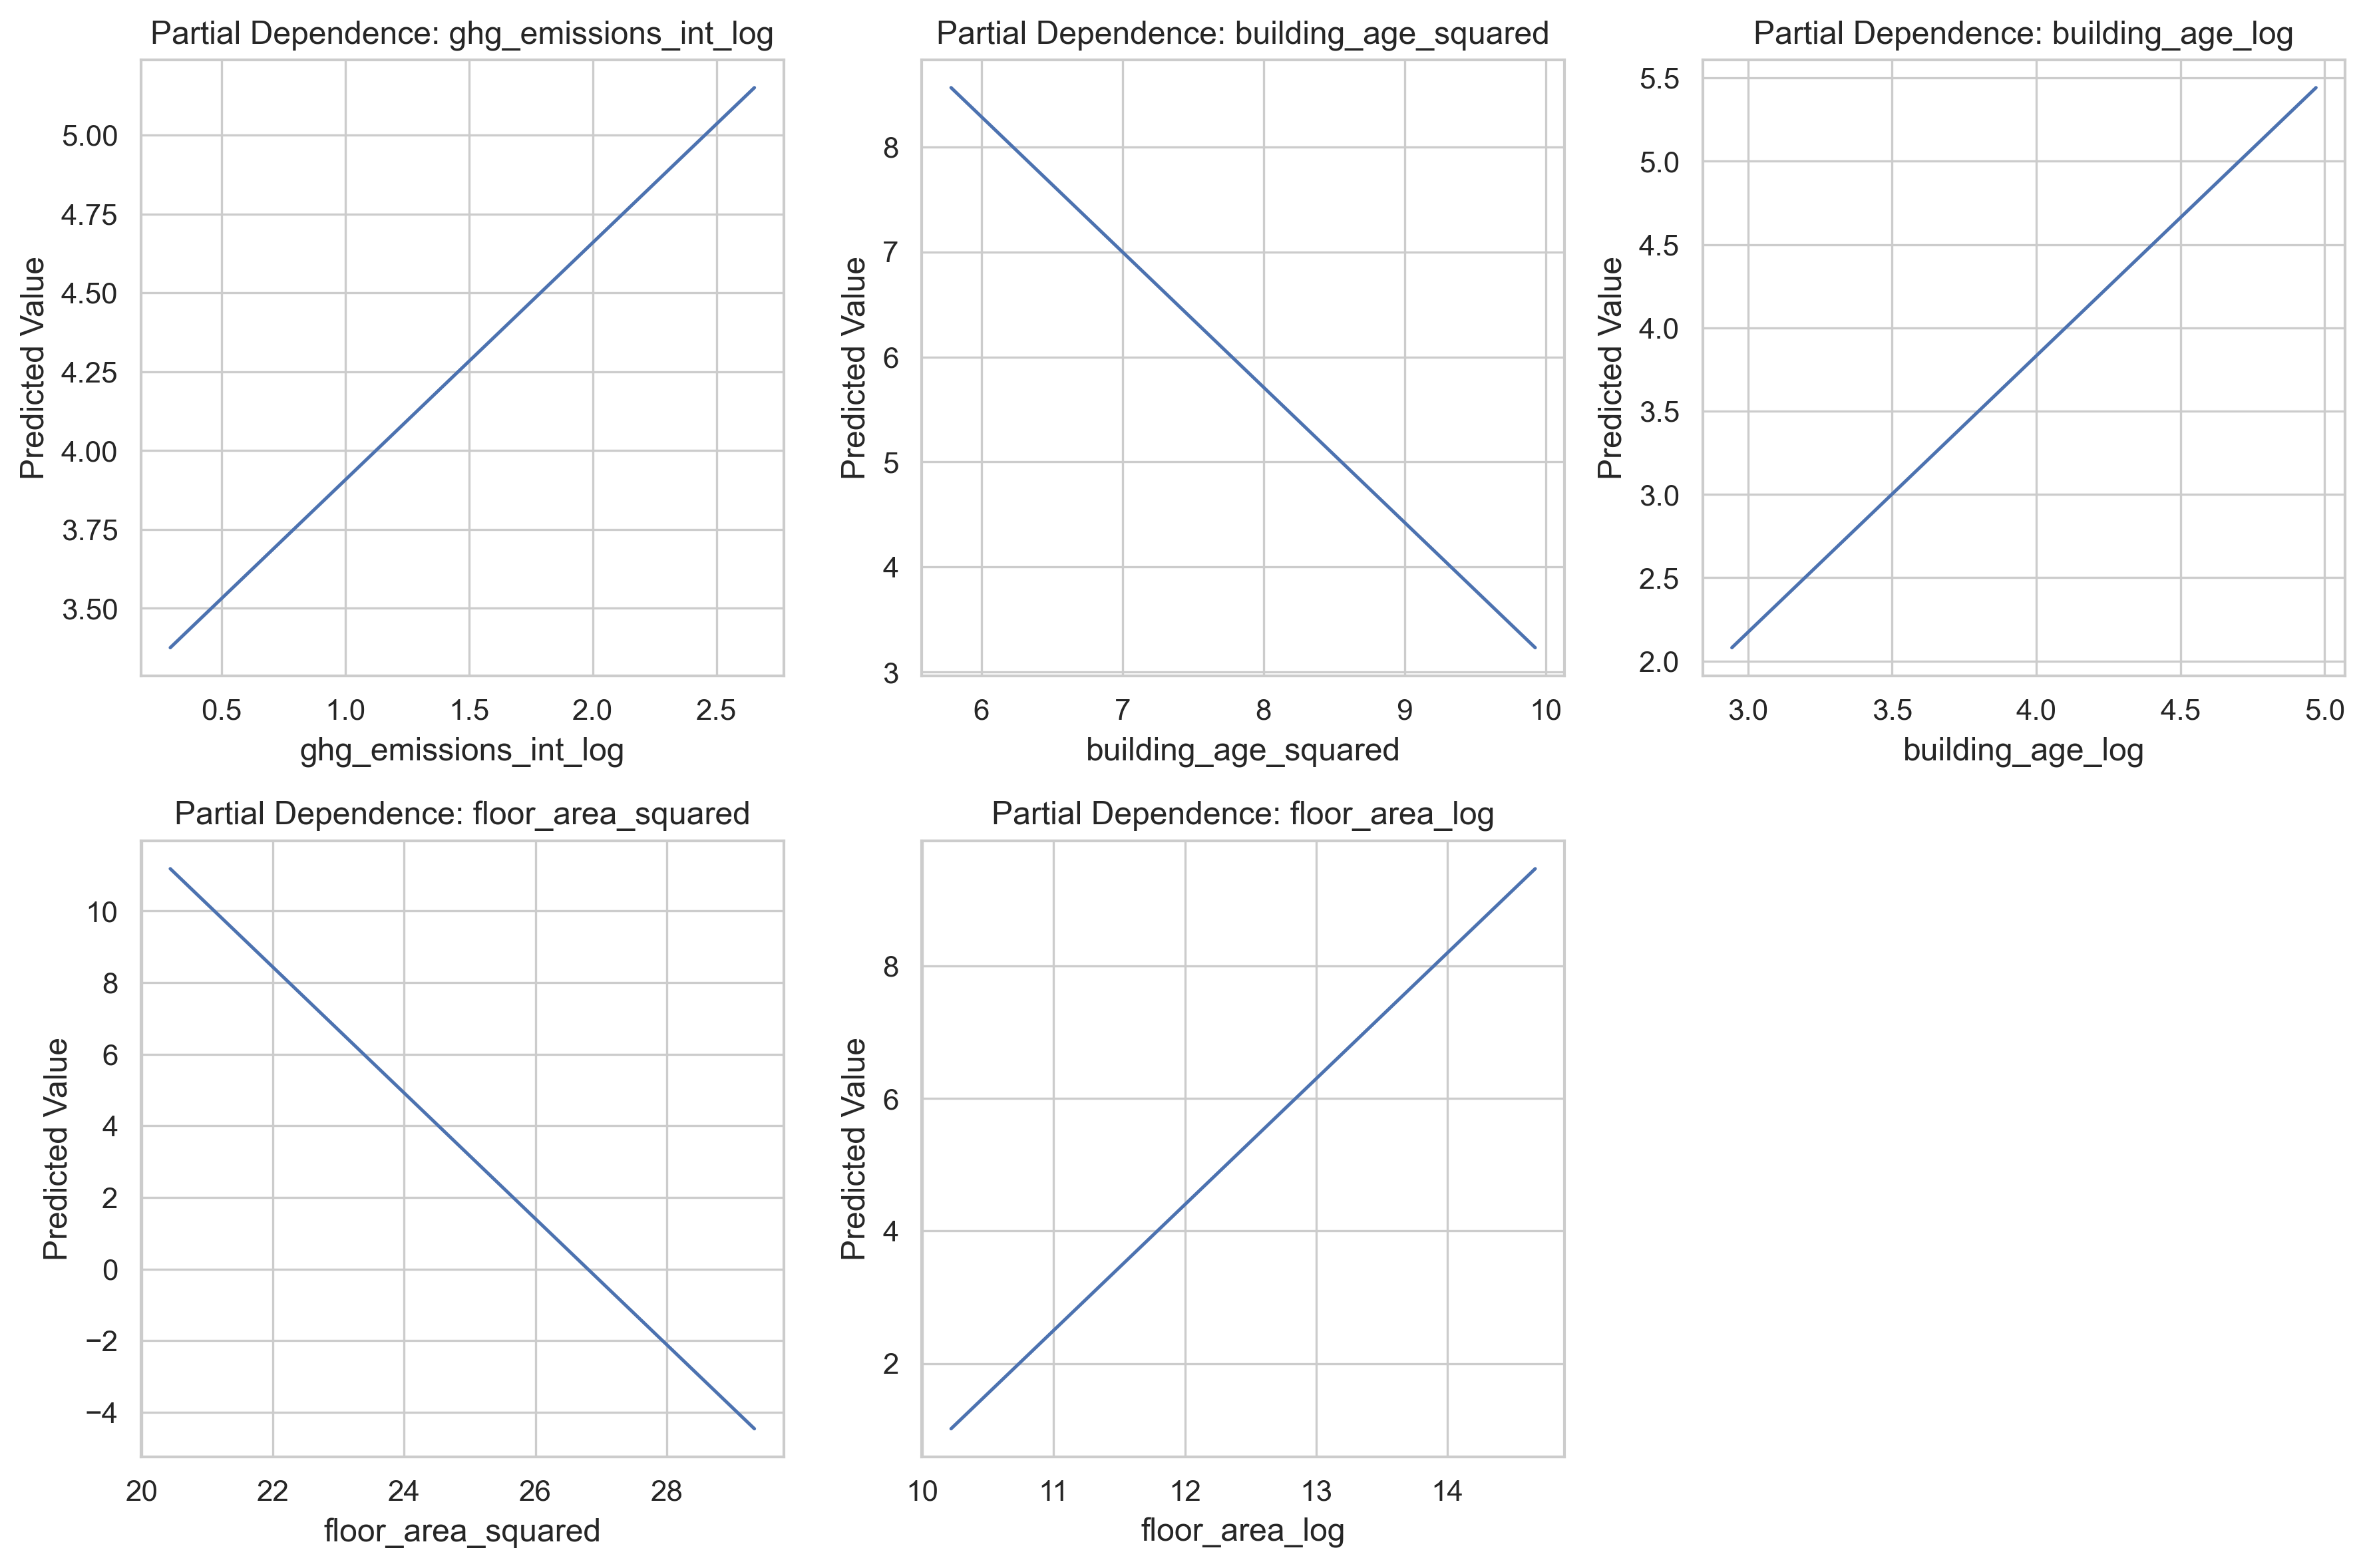 Partial Dependence: ghg_emissions_int_log
Predicted Value
5.00
4.75
4.50
4.25
4.00
3.75
3.50
0.5 1.0 1.5 2.0 2.5
ghg_emissions_int_log
Partial Dependence: building_age_squared
Predicted Value
8
7
6
5
4
3
6 7 8 9 10
building_age_squared
Partial Dependence: building_age_log
Predicted Value
5.5
5.0
4.5
4.0
3.5
3.0
2.5
2.0
3.0 3.5 4.0 4.5 5.0
building_age_log
Partial Dependence: floor_area_squared
Predicted Value
10
8
6
4
2
0
−2
−4
20 22 24 26 28
floor_area_squared
Partial Dependence: floor_area_log
Predicted Value
8
6
4
2
10 11 12 13 14
floor_area_log